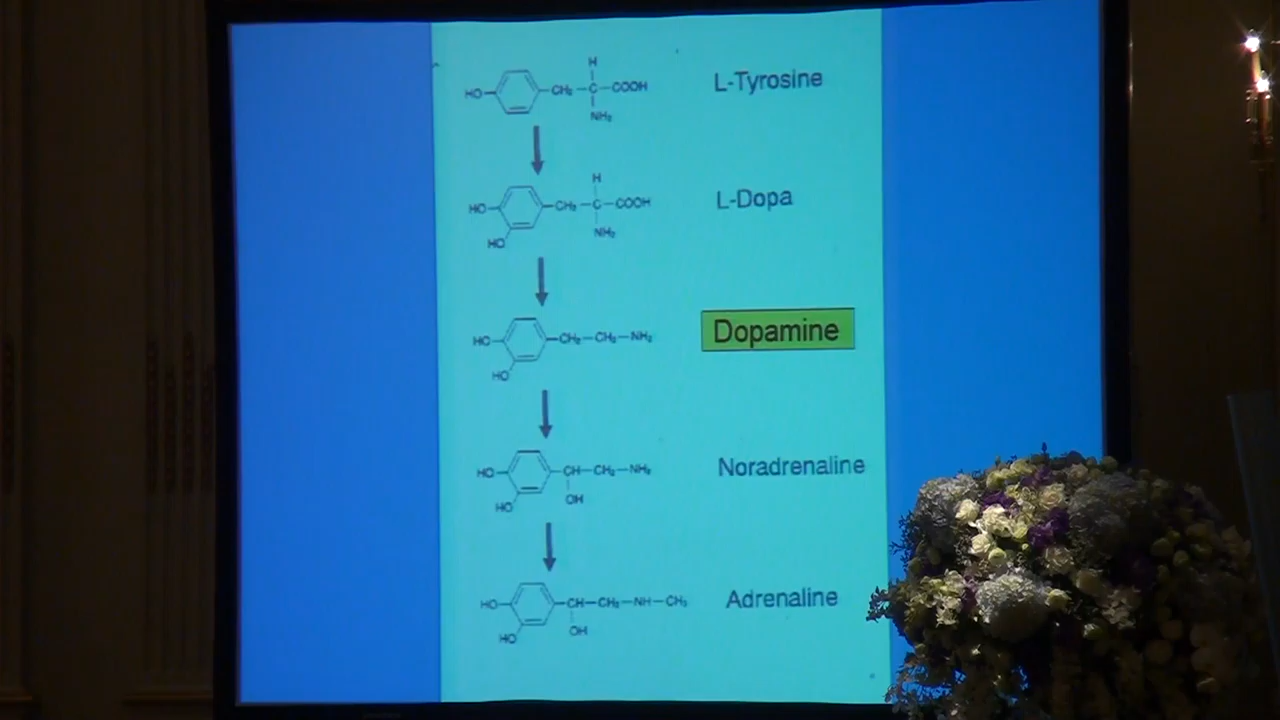 H
HO CH₂ C COOH L-Tyrosine
NH₂
H
HO CH₂ C COOH L-Dopa
HO NH₂
HO CH₂ CH₂ NH₂ Dopamine
HO
HO CH CH₂ NH₂ Noradrenaline
HO OH
HO CH CH₂ NH CH₃ Adrenaline
HO OH